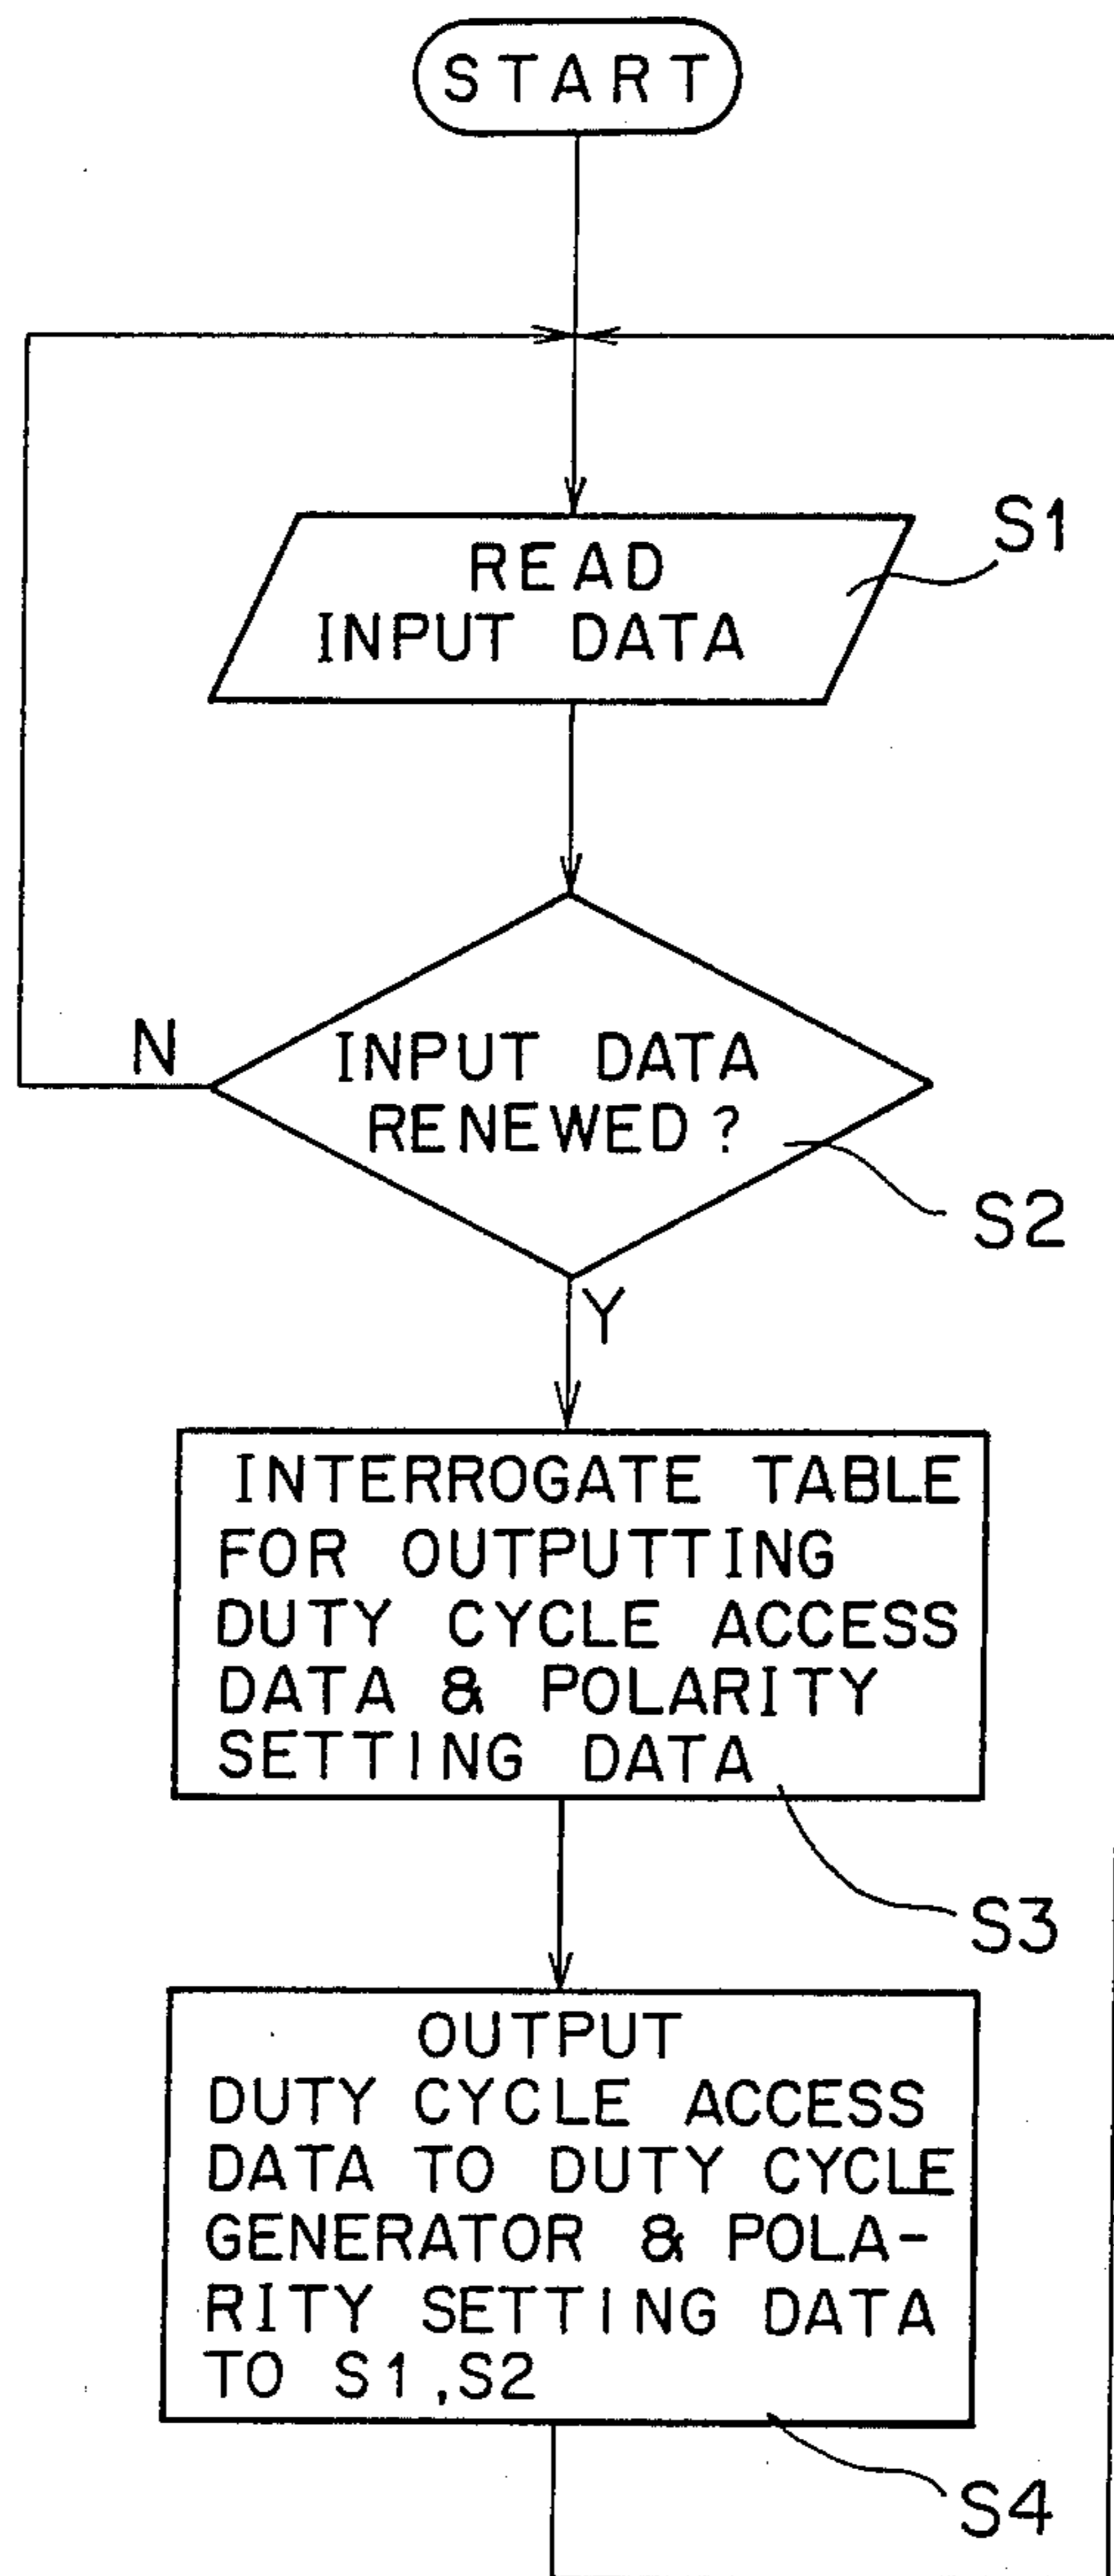 START
READ
INPUT DATA
S1
N
INPUT DATA
RENEWED?
S2
Y
INTERROGATE TABLE
FOR OUTPUTTING
DUTY CYCLE ACCESS
DATA & POLARITY
SETTING DATA
S3
OUTPUT
DUTY CYCLE ACCESS
DATA TO DUTY CYCLE
GENERATOR & POLA-
RITY SETTING DATA
TO S1,S2
S4